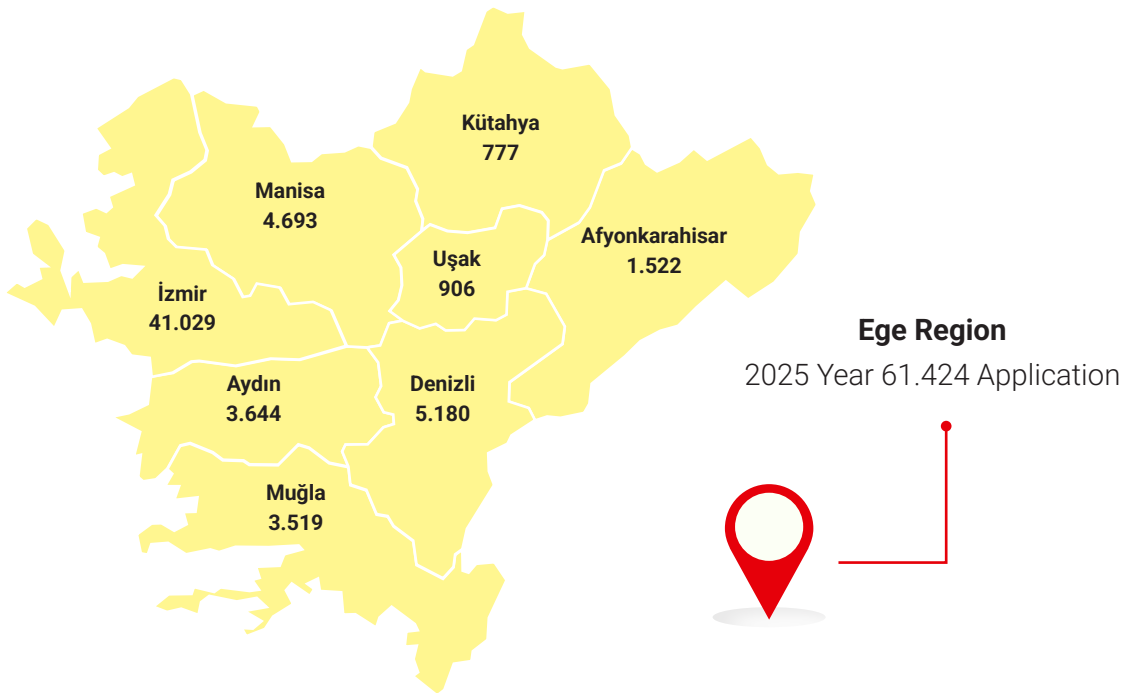 Kütahya
777
Manisa
4.693
Afyonkarahisar
1.522
Uşak
906
İzmir
41.029
Ege Region
2025 Year 61.424 Application
Aydın
3.644
Denizli
5.180
Muğla
3.519